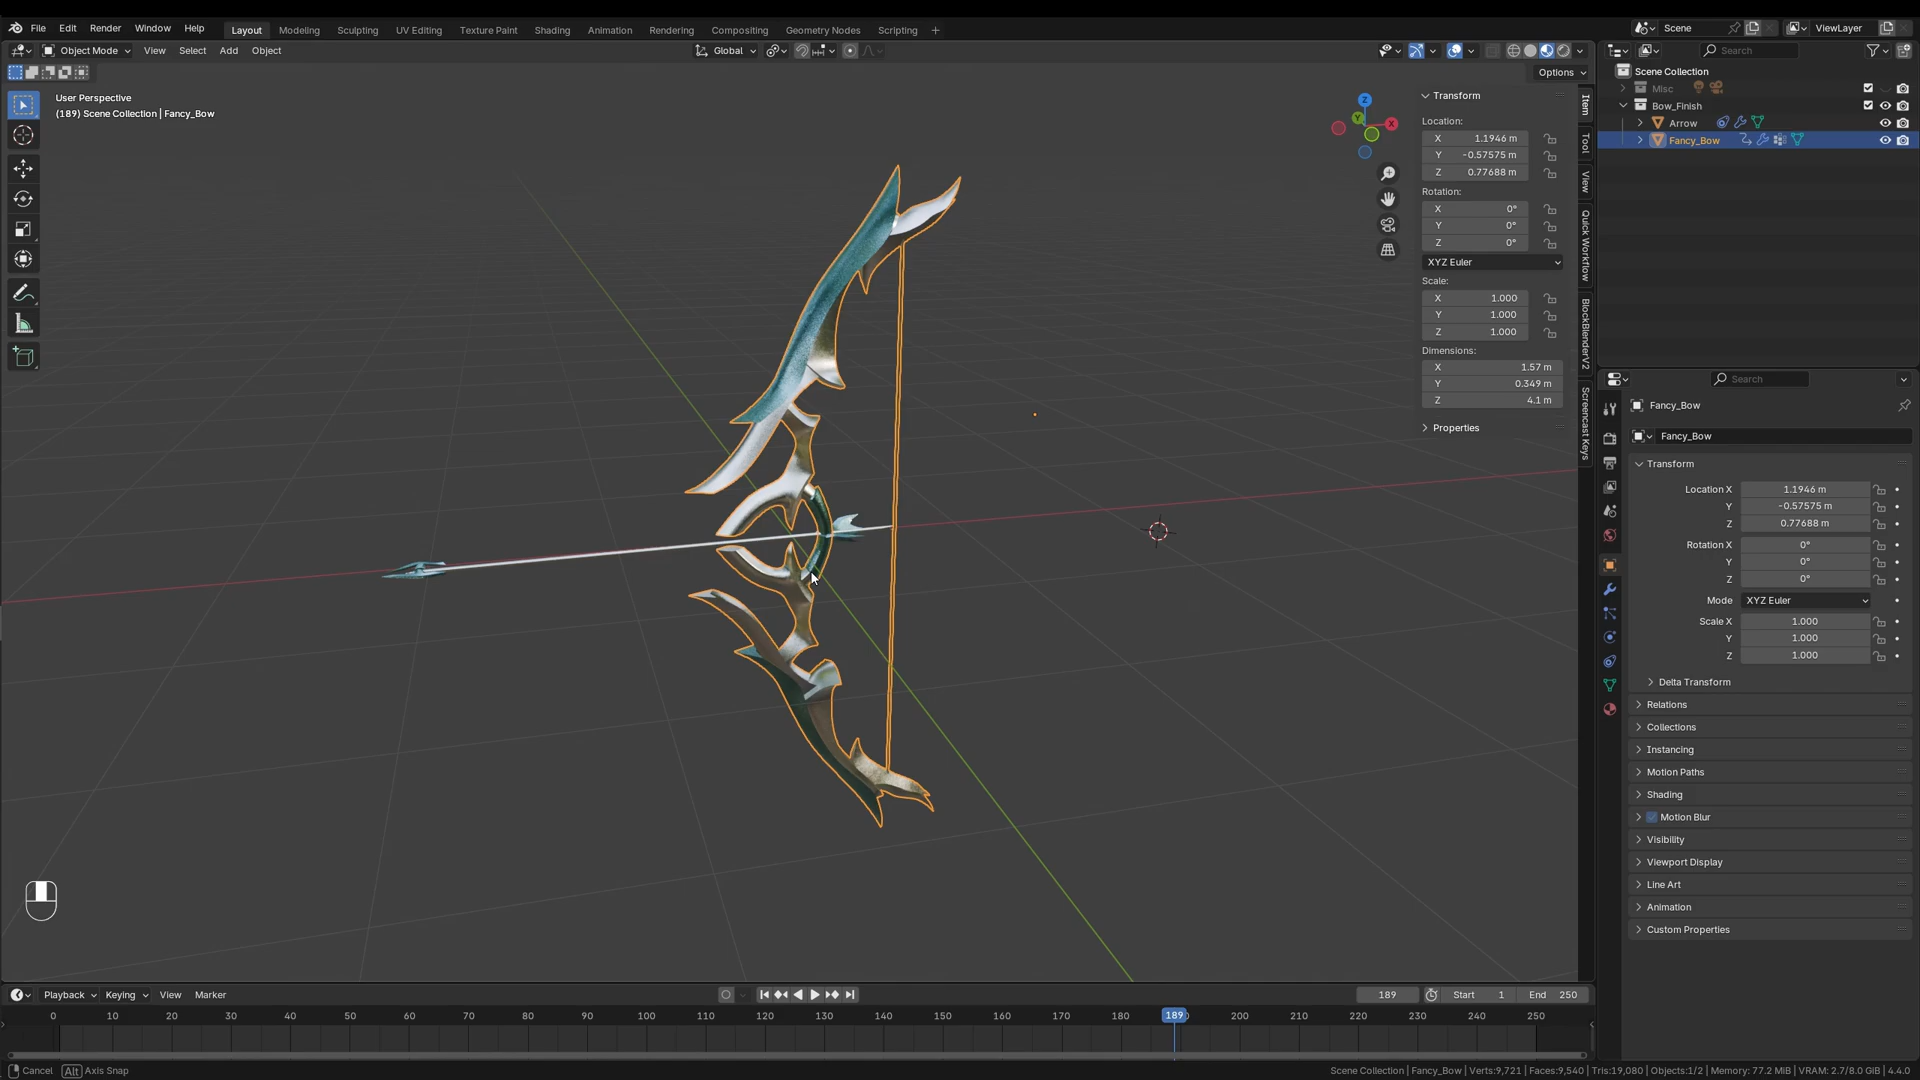 File Edit Render Window Help Layout Modeling Sculpting UV Editing Texture Paint Shading Animation Rendering Compositing Geometry Nodes Scripting + Scene ViewLayer
Object Mode View Select Add Object Global Search
Options
User Perspective
(189) Scene Collection | Fancy_Bow
Z
Y
X
Transform
Location:
X 1.1946 m
Y -0.57575 m
Z 0.77688 m
Rotation:
X 0°
Y 0°
Z 0°
XYZ Euler
Scale:
X 1.000
Y 1.000
Z 1.000
Dimensions:
X 1.57 m
Y 0.349 m
Z 4.1 m
Properties
Item
Tool
View
Quick Workflow
BlockBlenderV2
Screencast Keys
Scene Collection
Misc
Bow_Finish
Arrow
Fancy_Bow
Search
Fancy_Bow
Fancy_Bow
Transform
Location X 1.1946 m
Y -0.57575 m
Z 0.77688 m
Rotation X 0°
Y 0°
Z 0°
Mode XYZ Euler
Scale X 1.000
Y 1.000
Z 1.000
Delta Transform
Relations
Collections
Instancing
Motion Paths
Shading
Motion Blur
Visibility
Viewport Display
Line Art
Animation
Custom Properties
Playback Keying View Marker 189 Start 1 End 250
0 10 20 30 40 50 60 70 80 90 100 110 120 130 140 150 160 170 180 189 200 210 220 230 240 250
Cancel Alt Axis Snap Scene Collection | Fancy_Bow | Verts:9,721 | Faces:9,540 | Tris:19,080 | Objects:1/2 | Memory: 77.2 MiB | VRAM: 2.7/8.0 GiB | 4.4.0